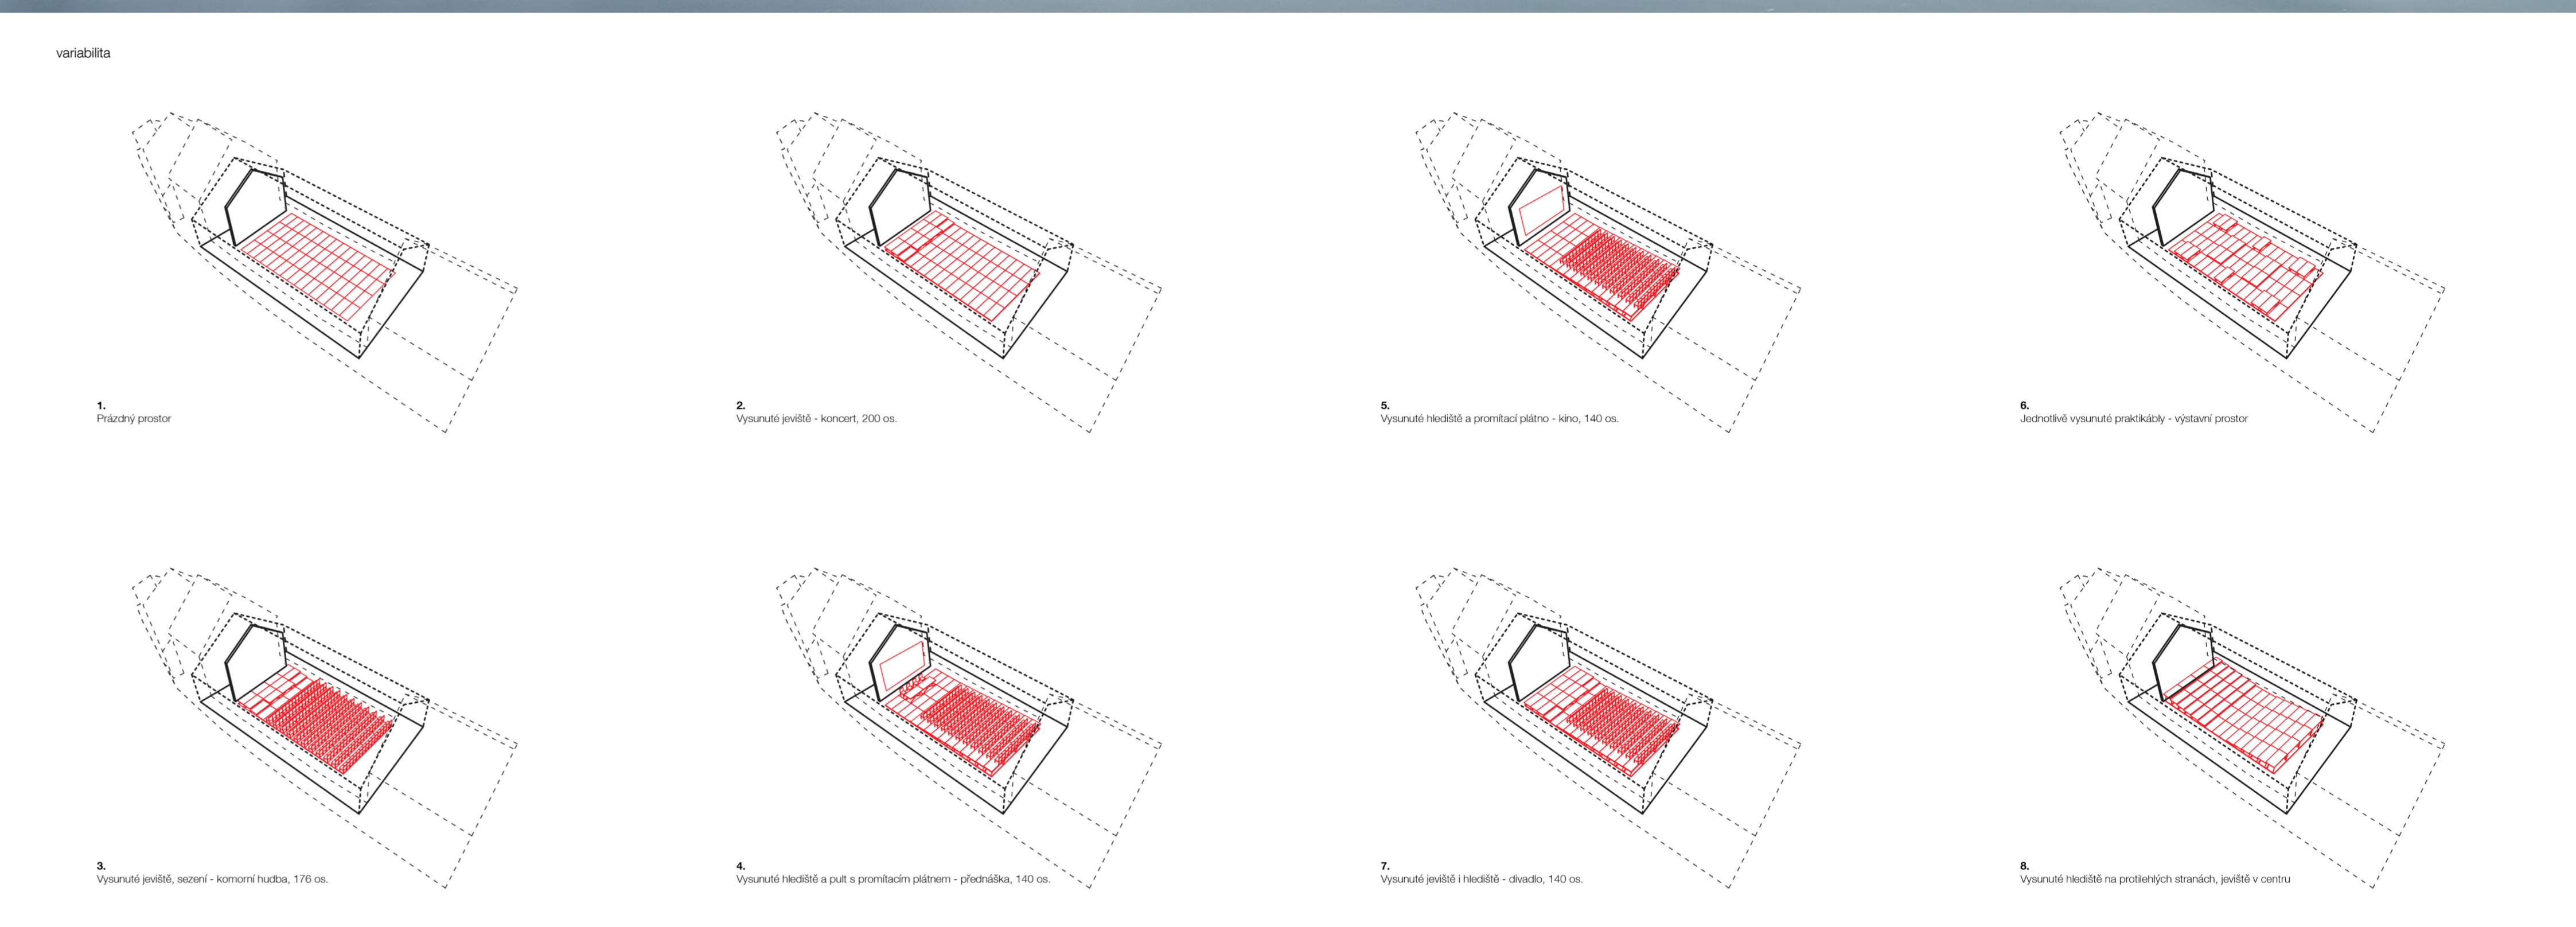 variabilita
1.
Prázdný prostor
2.
Vysunuté jeviště - koncert, 200 os.
5.
Vysunuté hlediště a promítací plátno - kino, 140 os.
6.
Jednotlivě vysunuté praktikábly - výstavní prostor
3.
Vysunuté jeviště, sezení - komorní hudba, 176 os.
4.
Vysunuté hlediště a pult s promítacím plátnem - přednáška, 140 os.
7.
Vysunuté jeviště i hlediště - divadlo, 140 os.
8.
Vysunuté hlediště na protilehlých stranách, jeviště v centru